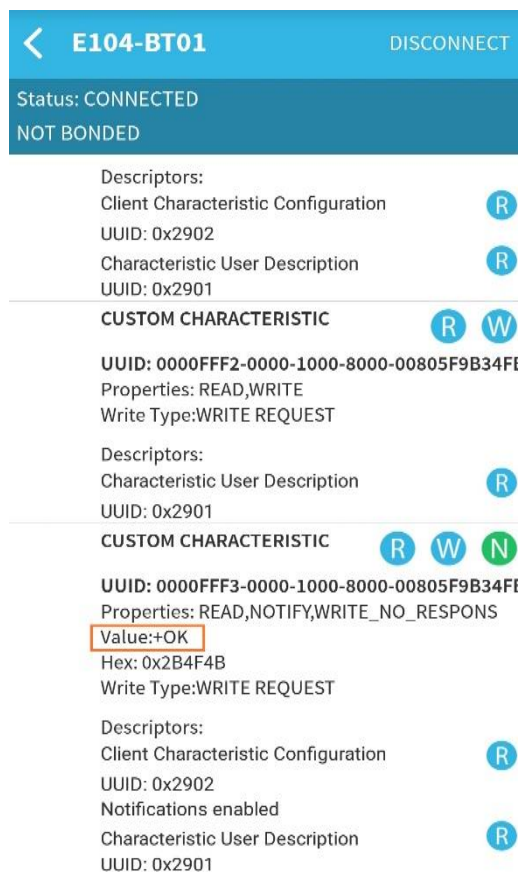 E104-BT01 DISCONNECT
Status: CONNECTED
NOT BONDED
Descriptors:
Client Characteristic Configuration R
UUID: 0x2902
Characteristic User Description R
UUID: 0x2901
CUSTOM CHARACTERISTIC R W
UUID: 0000FFF2-0000-1000-8000-00805F9B34FB
Properties: READ,WRITE
Write Type:WRITE REQUEST
Descriptors:
Characteristic User Description R
UUID: 0x2901
CUSTOM CHARACTERISTIC R W N
UUID: 0000FFF3-0000-1000-8000-00805F9B34FB
Properties: READ,NOTIFY,WRITE_NO_RESPONS
Value:+OK
Hex: 0x2B4F4B
Write Type:WRITE REQUEST
Descriptors:
Client Characteristic Configuration R
UUID: 0x2902
Notifications enabled
Characteristic User Description R
UUID: 0x2901